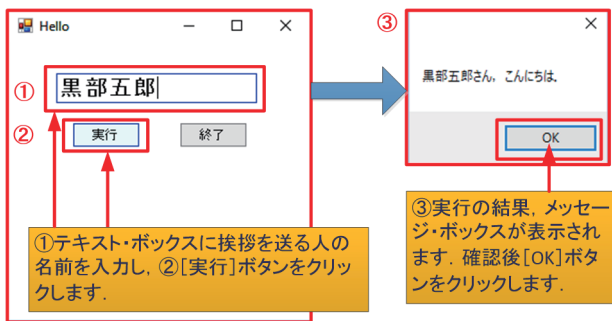 Hello
①
黒部五郎
②
実行
終了
①テキスト・ボックスに挨拶を送る人の
名前を入力し，②[実行]ボタンをクリッ
クします．
③
黒部五郎さん，こんにちは。
OK
③実行の結果，メッセー
ジ・ボックスが表示され
ます．確認後[OK]ボタ
ンをクリックします．